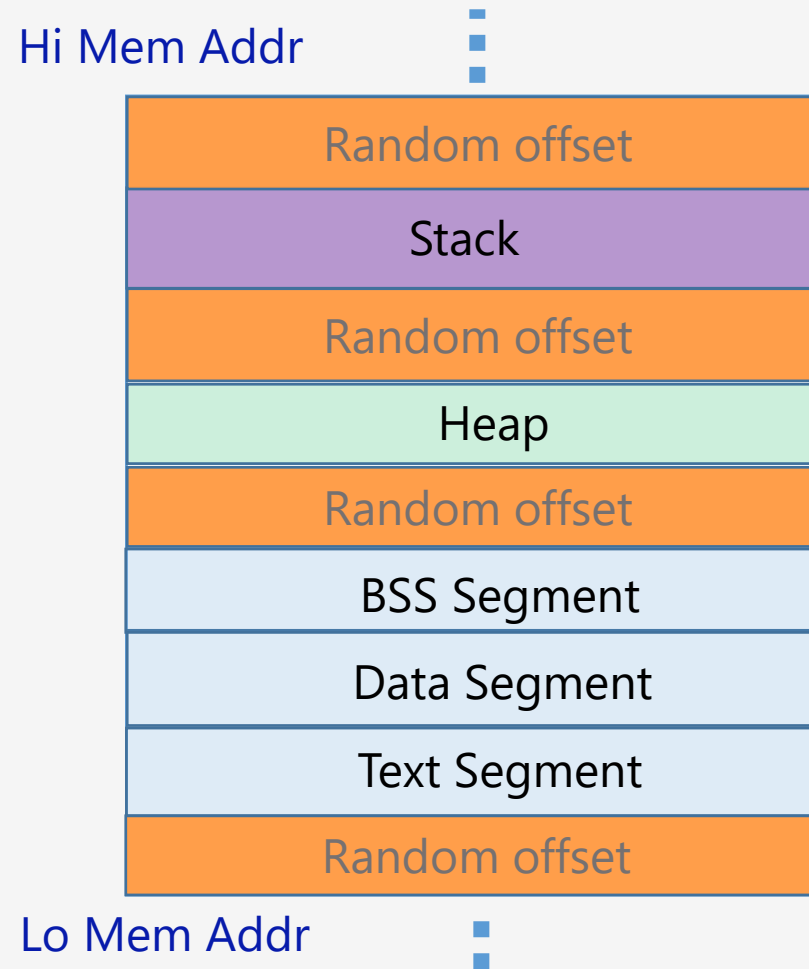 Hi Mem Addr
Random offset
Stack
Random offset
Heap
Random offset
BSS Segment
Data Segment
Text Segment
Random offset
Lo Mem Addr